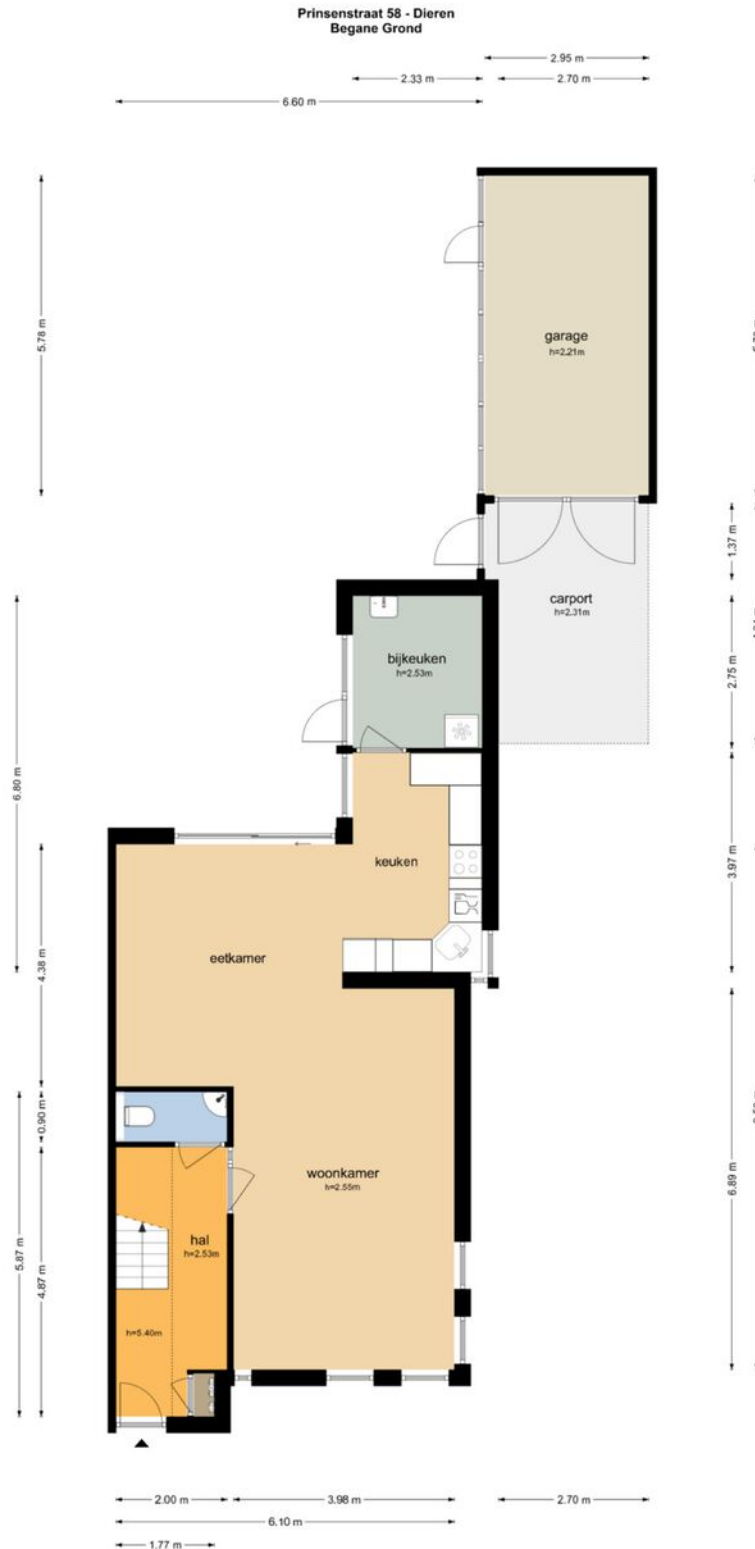 Prinsenstraat 58 - Dieren
Begane Grond
2.95 m
2.33 m
2.70 m
6.60 m
5.78 m
garage
h=2.21m
1.37 m
carport
h=2.31m
bijkeuken
h=2.53m
2.75 m
6.80 m
keuken
3.97 m
eetkamer
4.38 m
0.90 m
woonkamer
h=2.55m
6.89 m
hal
h=2.53m
5.87 m
4.87 m
h=5.40m
2.00 m
3.98 m
2.70 m
6.10 m
1.77 m